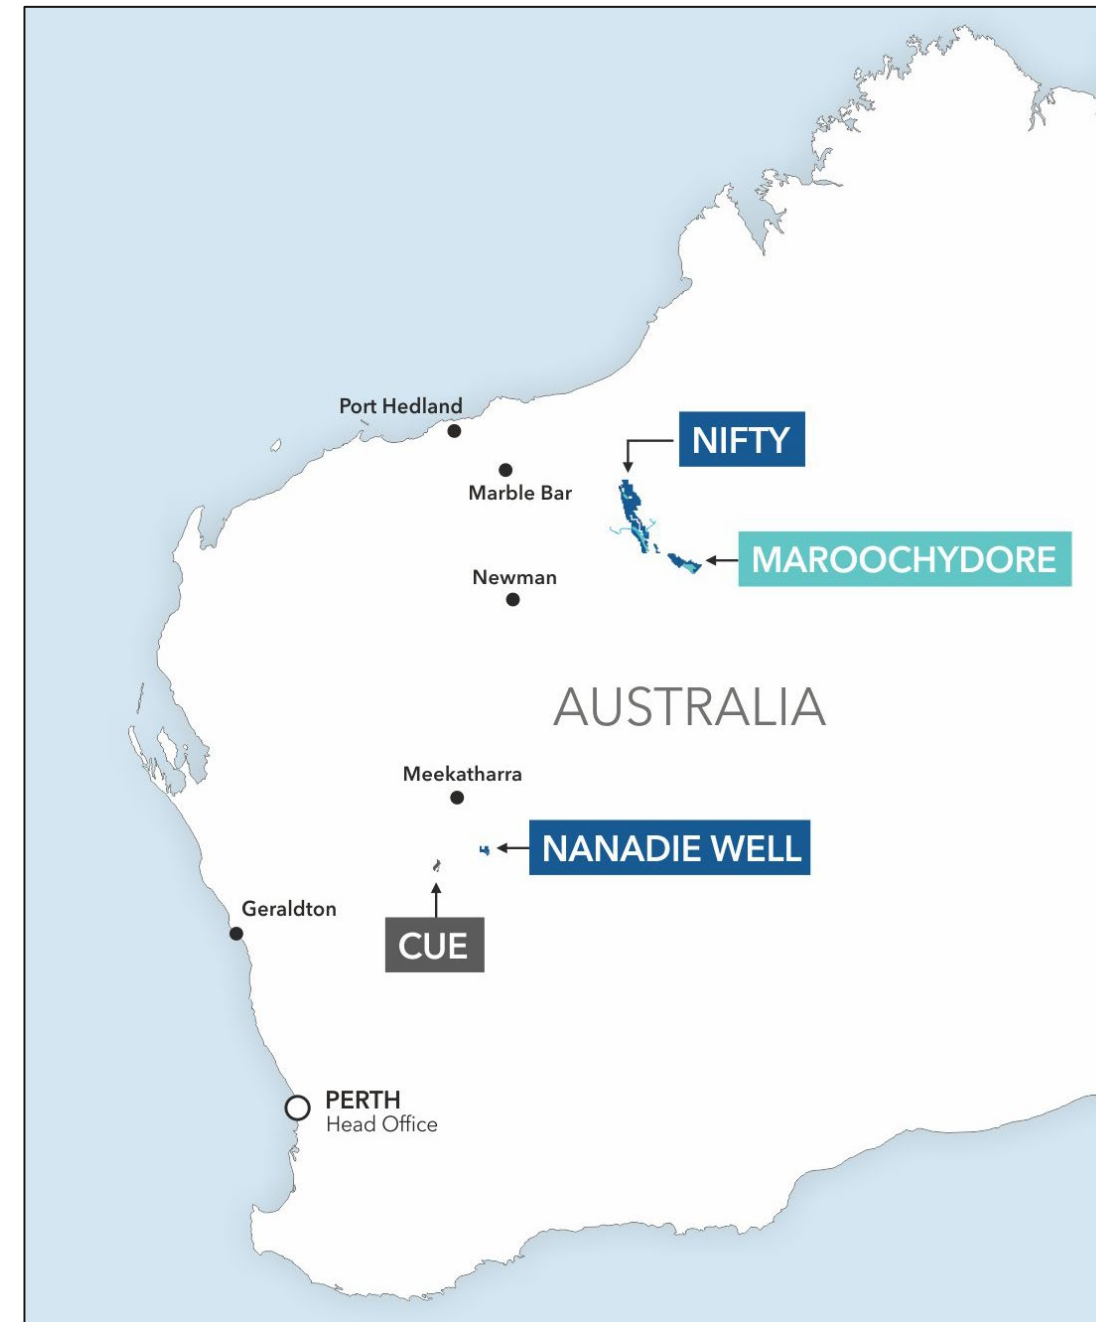 Port Hedland
NIFTY
Marble Bar
MAROOCHYDORE
Newman
AUSTRALIA
Meekatharra
NANADIE WELL
Geraldton
CUE
PERTH
Head Office